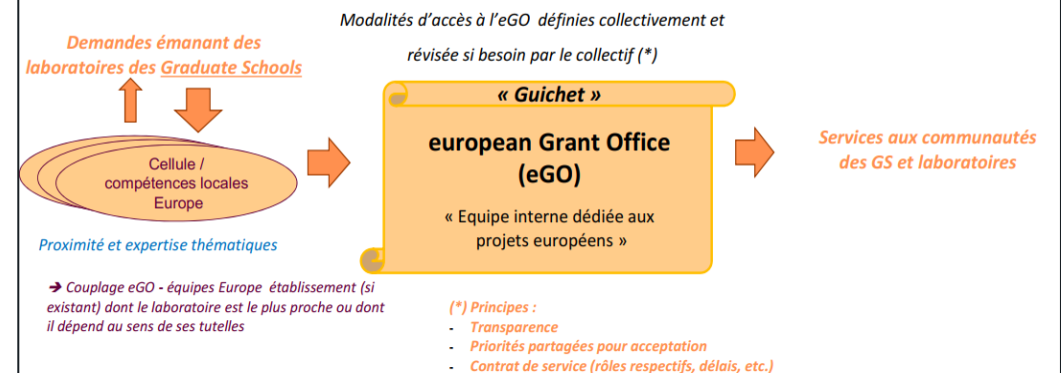 Modalités d'accès à l'eGO définies collectivement et
révisée si besoin par le collectif (*)
Demandes émanant des
laboratoires des Graduate Schools
Cellule /
compétences locales
Europe
Proximité et expertise thématiques
➔ Couplage eGO - équipes Europe établissement (si
existant) dont le laboratoire est le plus proche ou dont
il dépend au sens de ses tutelles
« Guichet »
european Grant Office
(eGO)
« Equipe interne dédiée aux
projets européens »
Services aux communautés
des GS et laboratoires
(*) Principes :
- Transparence
- Priorités partagées pour acceptation
- Contrat de service (rôles respectifs, délais, etc.)